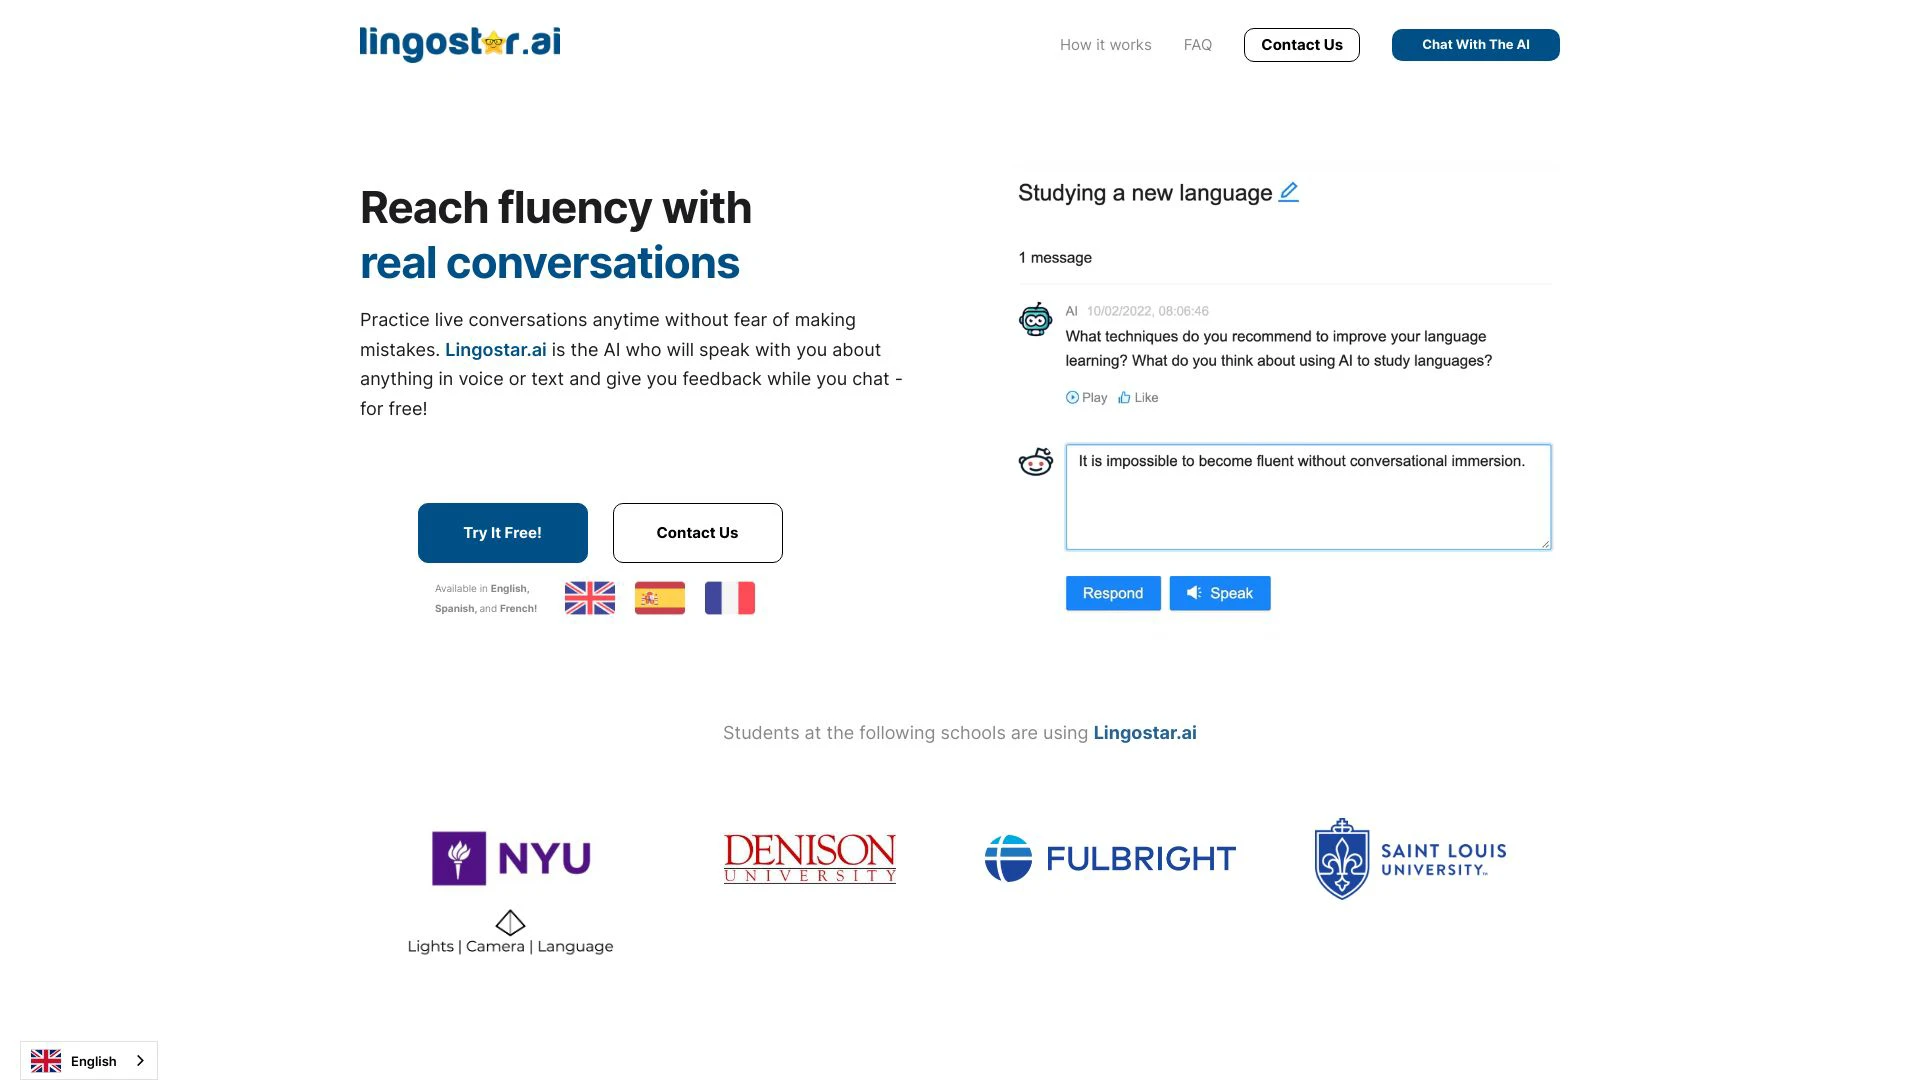 lingostar.ai
How it works
FAQ
Contact Us
Chat With The AI
Reach fluency with
real conversations
Practice live conversations anytime without fear of making
mistakes. Lingostar.ai is the AI who will speak with you about
anything in voice or text and give you feedback while you chat -
for free!
Try It Free!
Contact Us
Available in English,
Spanish, and French!
Studying a new language
1 message
AI 10/02/2022, 08:06:46
What techniques do you recommend to improve your language
learning? What do you think about using AI to study languages?
Play Like
It is impossible to become fluent without conversational immersion.
Respond
Speak
Students at the following schools are using Lingostar.ai
NYU
DENISON
UNIVERSITY
FULBRIGHT
SAINT LOUIS
UNIVERSITY™
Lights | Camera | Language
English